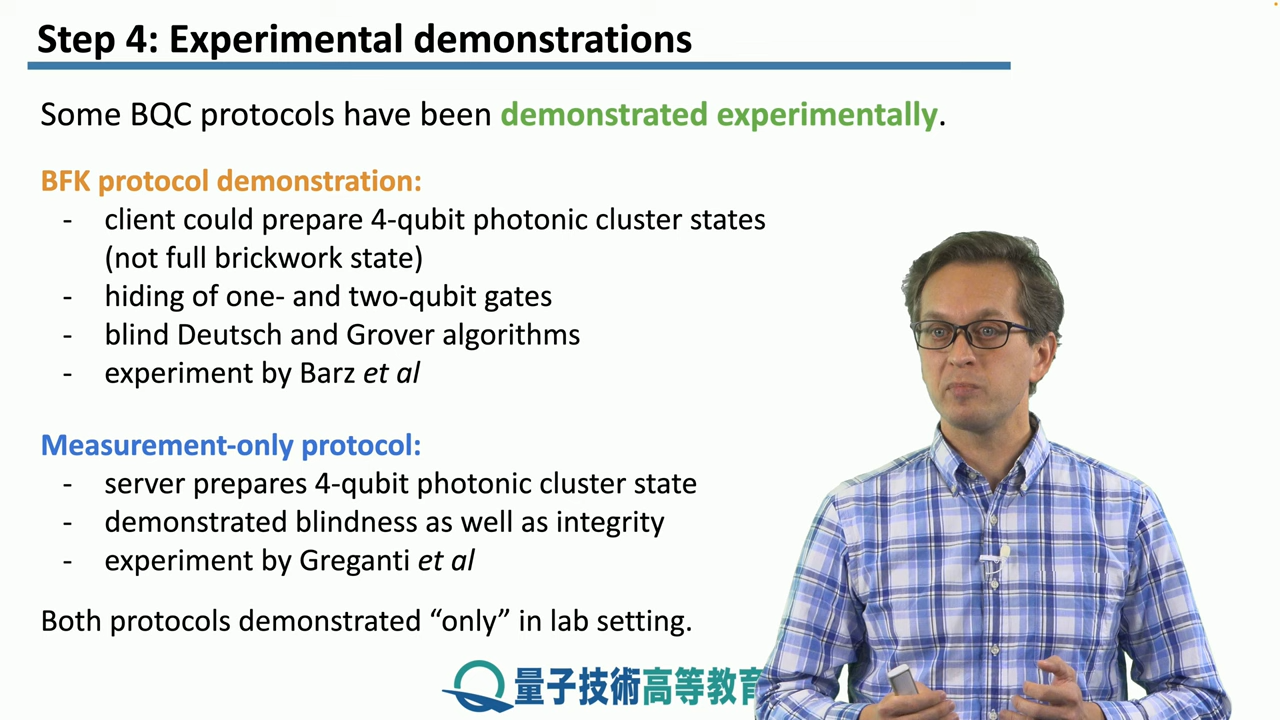 Step 4: Experimental demonstrations
Some BQC protocols have been demonstrated experimentally.
BFK protocol demonstration:
- client could prepare 4-qubit photonic cluster states
(not full brickwork state)
- hiding of one- and two-qubit gates
- blind Deutsch and Grover algorithms
- experiment by Barz et al
Measurement-only protocol:
- server prepares 4-qubit photonic cluster state
- demonstrated blindness as well as integrity
- experiment by Greganti et al
Both protocols demonstrated “only” in lab setting.
量子技術高等教育